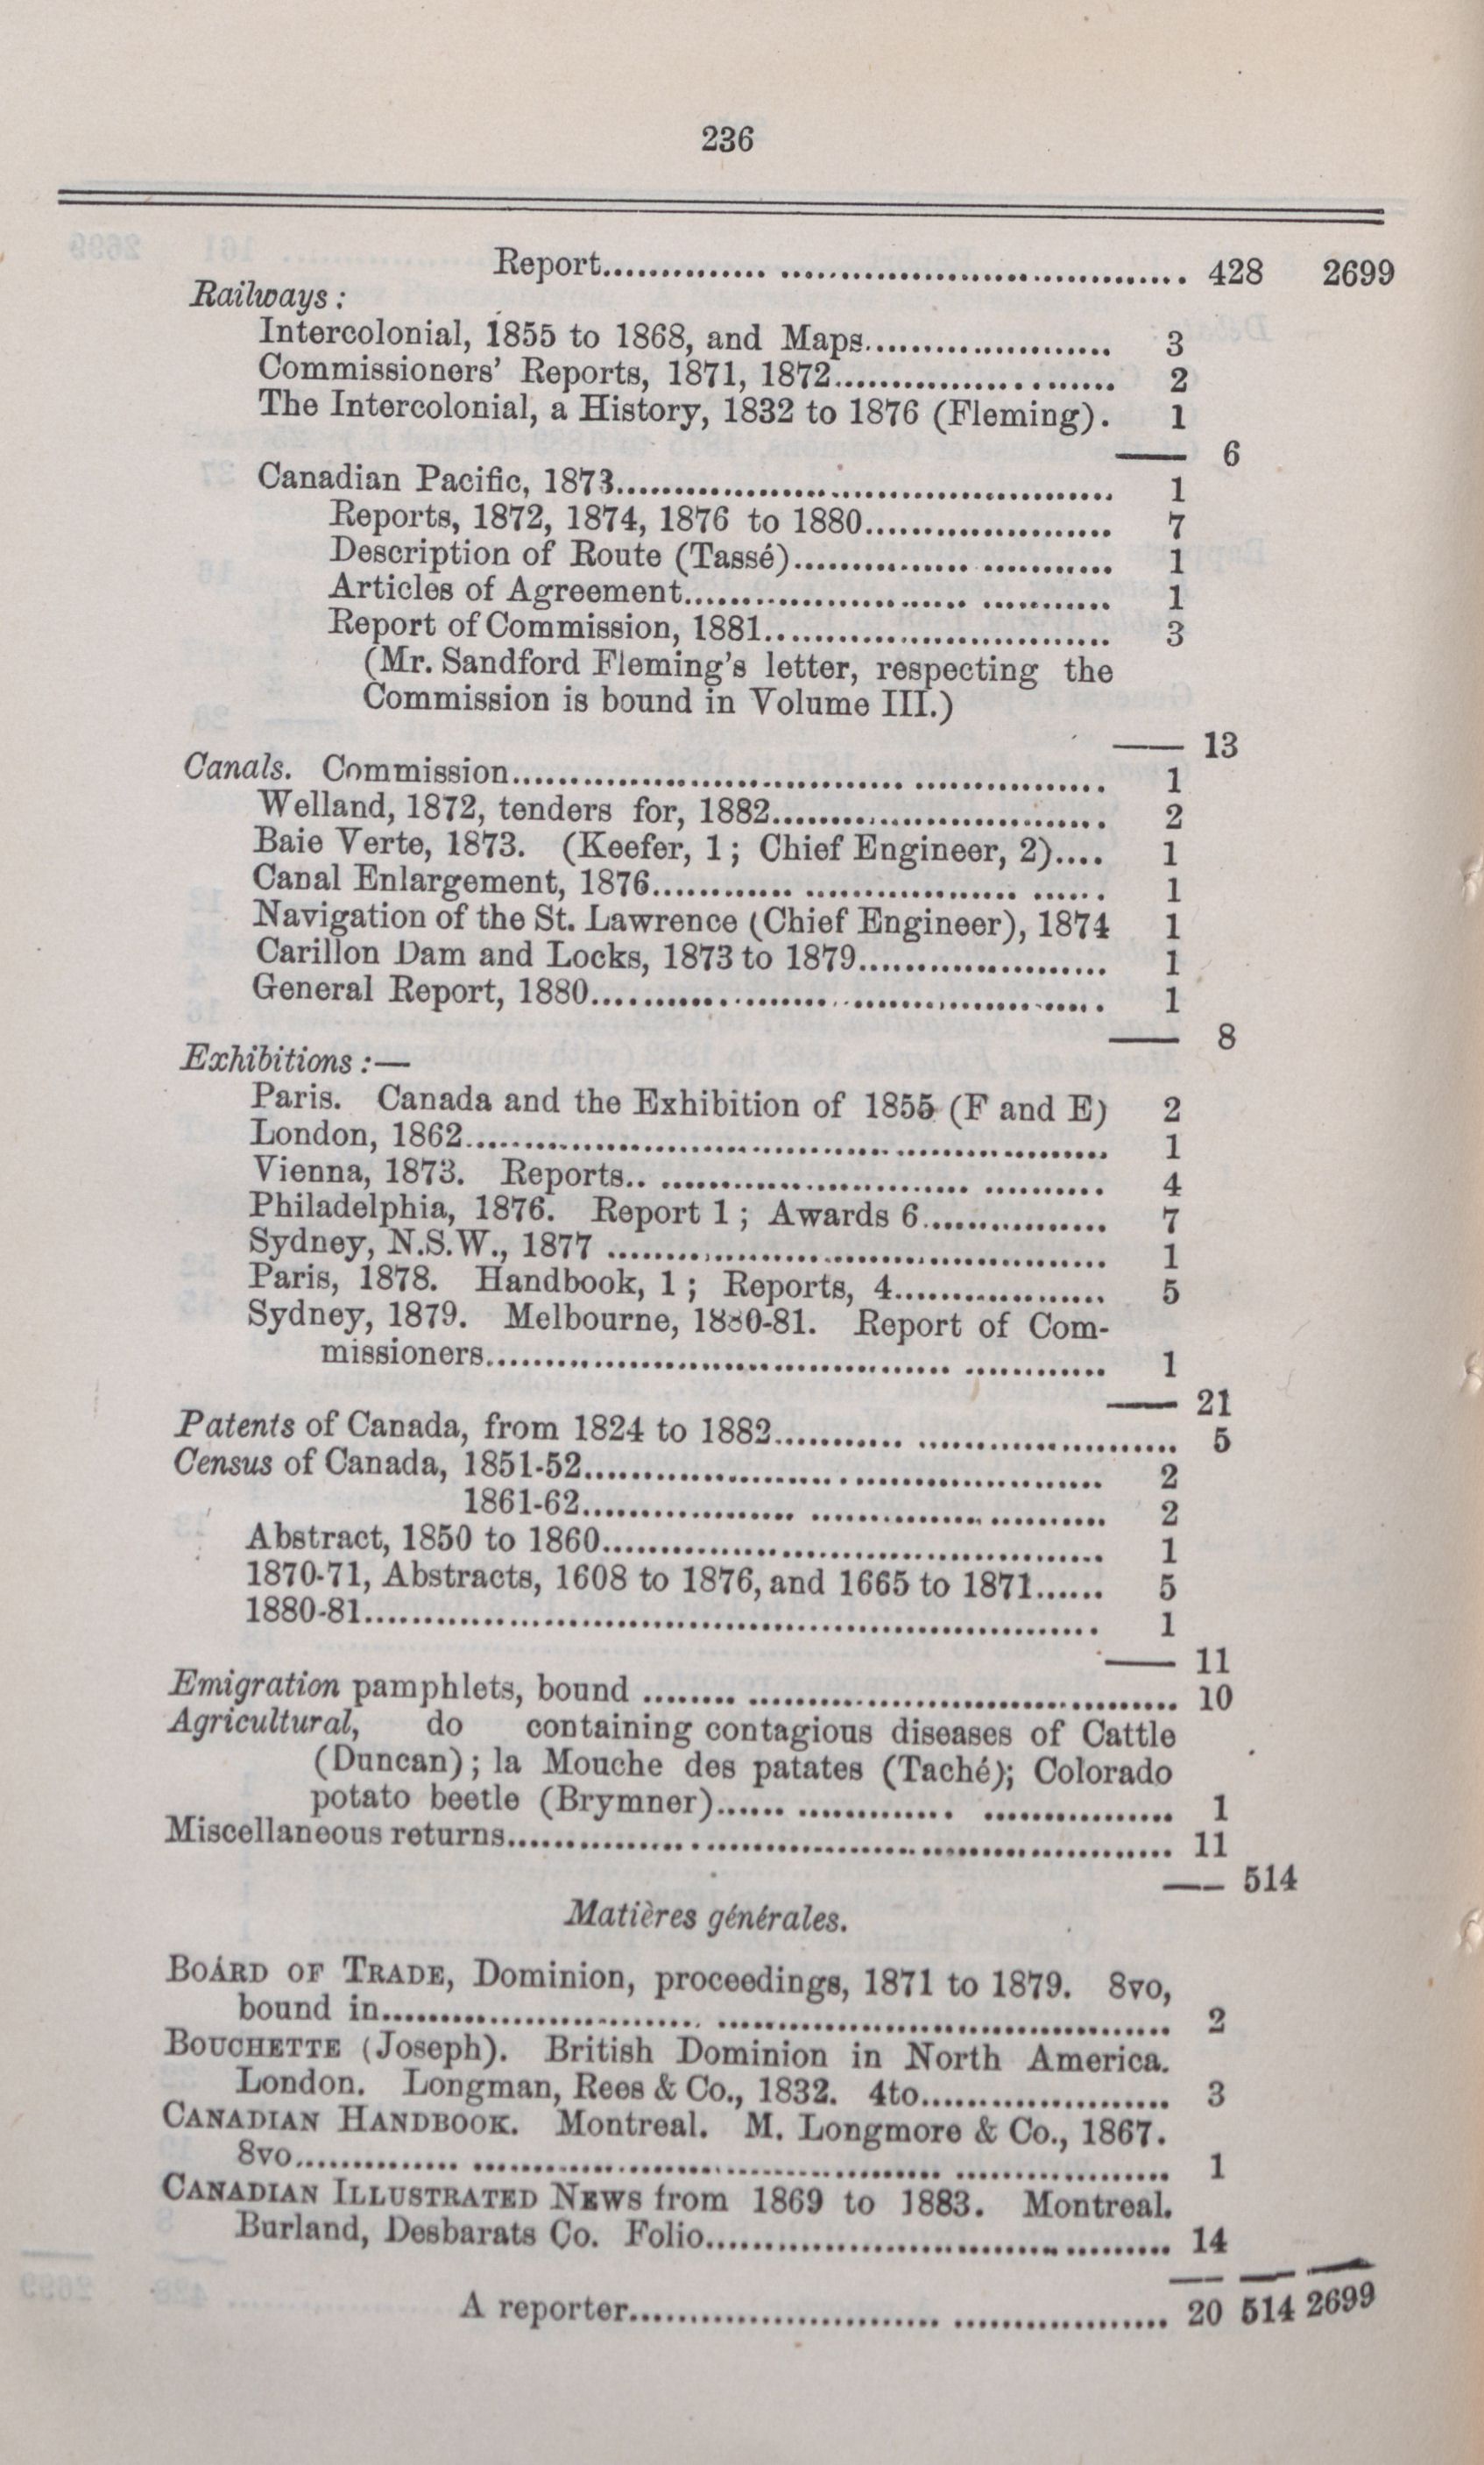 236
Report.................................................. 428 2699
Railways :
Intercolonial, 1855 to 1868, and Maps..................... 3
Commissioners' Reports, 1871, 1872........................ 2
The Intercolonial, a History, 1832 to 1876 (Fleming). 1
—— 6
Canadian Pacific, 1873.......................................... 1
Reports, 1872, 1874, 1876 to 1880..................... 7
Description of Route (Tassé)........................... 1
Articles of Agreement.................................... 1
Report of Commission, 1881............................. 3
(Mr. Sandford Fleming's letter, respecting the
Commission is bound in Volume III.)
—— 13
Canals. Commission.................................................. 1
Welland, 1872, tenders for, 1882............................ 2
Baie Verte, 1873. (Keefer, 1 ; Chief Engineer, 2).... 1
Canal Enlargement, 1876...................................... 1
Navigation of the St. Lawrence (Chief Engineer), 1874 1
Carillon Dam and Locks, 1873 to 1879..................... 1
General Report, 1880............................................ 1
—— 8
Exhibitions :—
Paris. Canada and the Exhibition of 1855 (F and E) 2
London, 1862...................................................... 1
Vienna, 1873. Reports........................................ 4
Philadelphia, 1876. Report 1 ; Awards 6................ 7
Sydney, N.S.W., 1877 .......................................... 1
Paris, 1878. Handbook, 1 ; Reports, 4.................. 5
Sydney, 1879. Melbourne, 1880-81. Report of Com-
missioners.................................................... 1
—— 21
Patents of Canada, from 1824 to 1882................................. 5
Census of Canada, 1851-52............................................ 2
1861-62............................................ 2
Abstract, 1850 to 1860.......................................... 1
1870-71, Abstracts, 1608 to 1876, and 1665 to 1871...... 5
1880-81.............................................................. 1
—— 11
Emigration pamphlets, bound ............................................. 10
Agricultural, do containing contagious diseases of Cattle
(Duncan) ; la Mouche des patates (Taché); Colorado
potato beetle (Brymner)...................................... 1
Miscellaneous returns....................................................... 11
—— 514
Matières générales.
BOARD OF TRADE, Dominion, proceedings, 1871 to 1879. 8vo,
bound in.................................................................. 2
BOUCHETTE (Joseph). British Dominion in North America.
London. Longman, Rees & Co., 1832. 4to..................... 3
CANADIAN HANDBOOK. Montreal. M. Longmore & Co., 1867.
8vo......................................................................... 1
CANADIAN ILLUSTRATED NEWS from 1869 to 1883. Montreal.
Burland, Desbarats Co. Folio....................................... 14
A reporter............................................. 20 514 2699